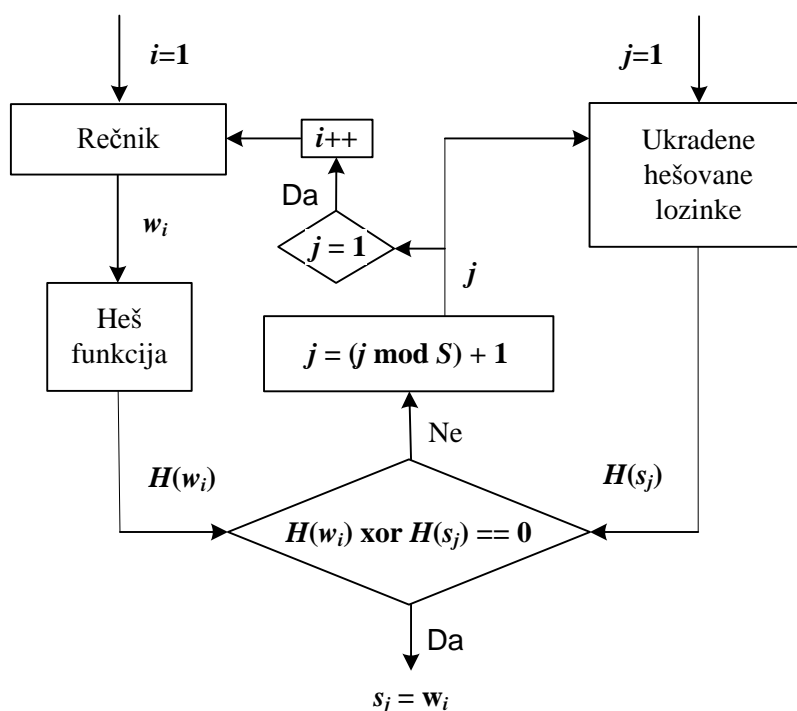 i=1
j=1
Rečnik
i++
Ukradene
hešovane
lozinke
Da
w_i
j = 1
j
Heš
funkcija
j = (j mod S) + 1
Ne
H(w_i)
H(s_j)
H(w_i) xor H(s_j) == 0
Da
s_j = w_i